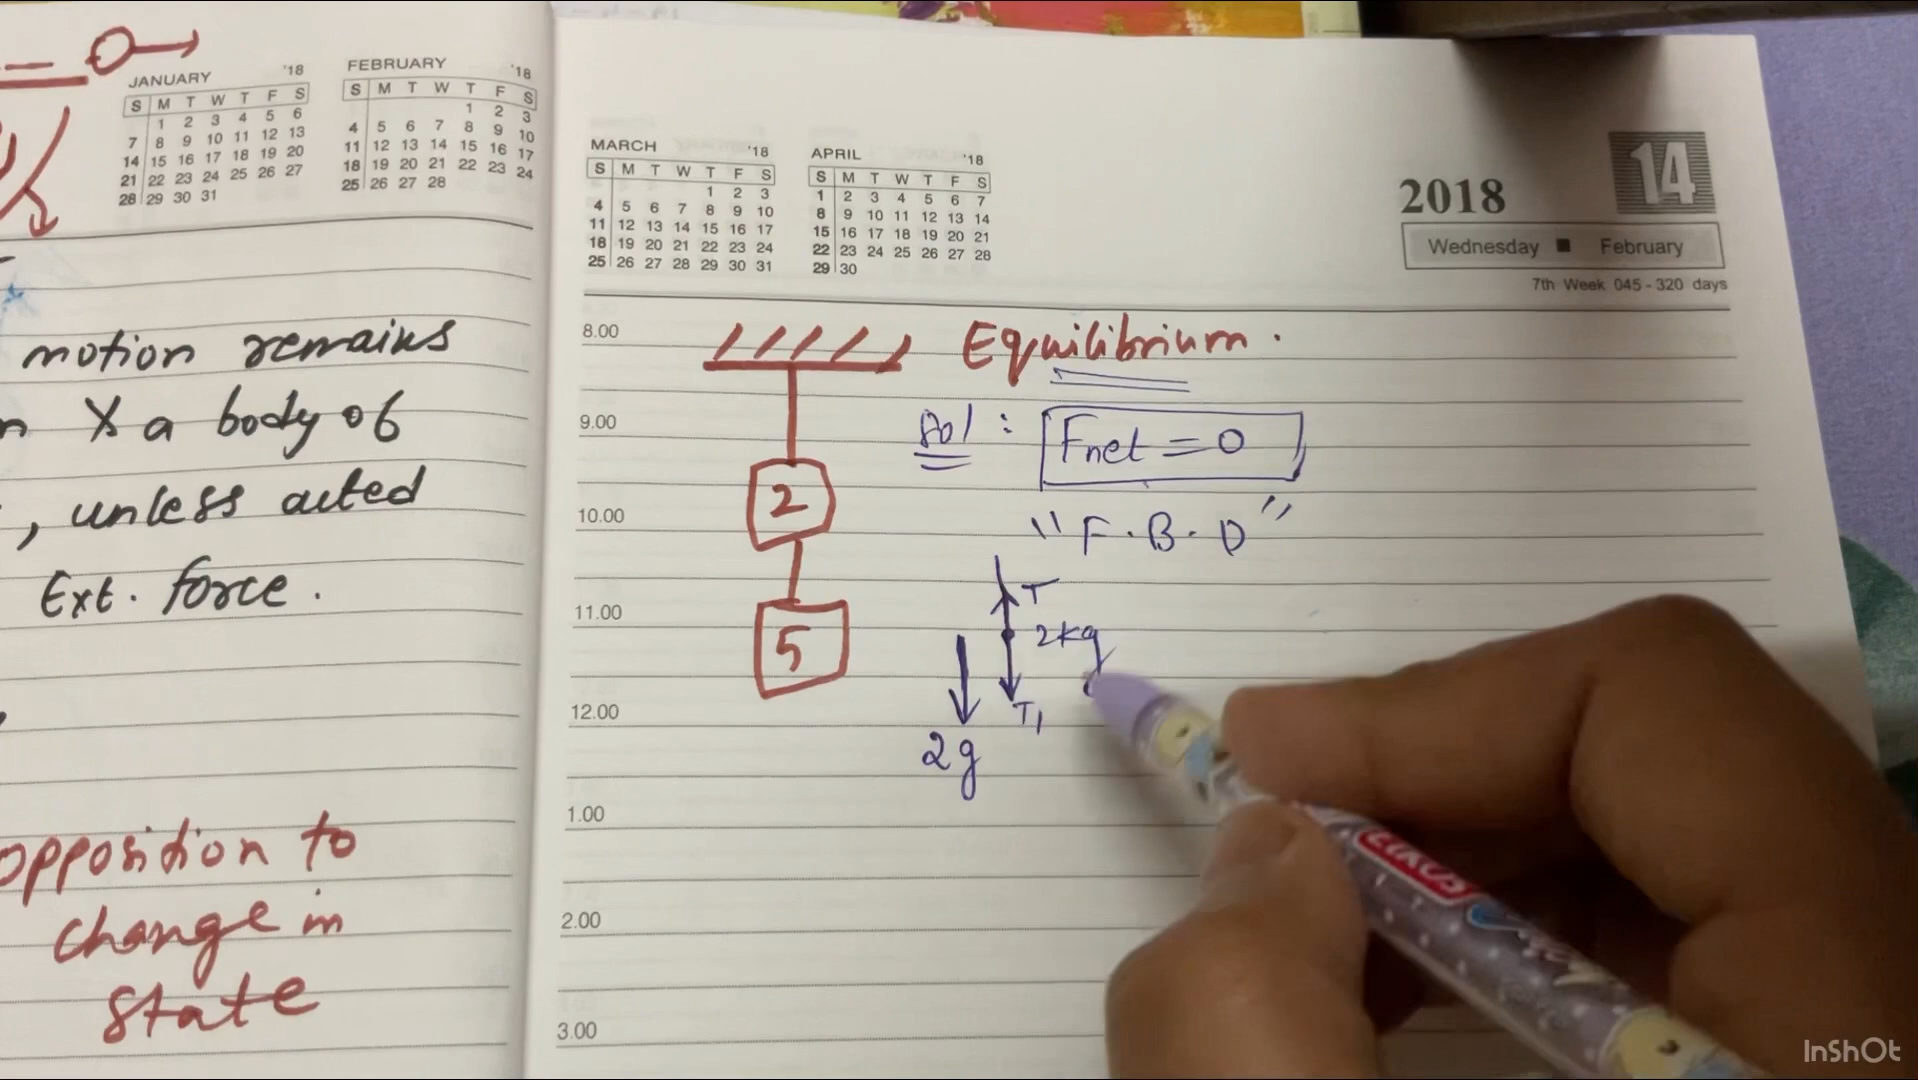 JANUARY '18
S M T W T F S
1 2 3 4 5 6
7 8 9 10 11 12 13
14 15 16 17 18 19 20
21 22 23 24 25 26 27
28 29 30 31
FEBRUARY '18
S M T W T F S
1 2 3
4 5 6 7 8 9 10
11 12 13 14 15 16 17
18 19 20 21 22 23 24
25 26 27 28
motion remains
n X a body of
, unless acted
Ext. force .
opposition to
change in
state
MARCH '18
S M T W T F S
1 2 3
4 5 6 7 8 9 10
11 12 13 14 15 16 17
18 19 20 21 22 23 24
25 26 27 28 29 30 31
APRIL '18
S M T W T F S
1 2 3 4 5 6 7
8 9 10 11 12 13 14
15 16 17 18 19 20 21
22 23 24 25 26 27 28
29 30
2018 14
Wednesday ■ February
7th Week 045 - 320 days
8.00
Equilibrium .
9.00
Sol : Fnet = 0
10.00
2
"F.B.D"
11.00
T
2kg
5
12.00
T1
2g
1.00
2.00
3.00
InShOt